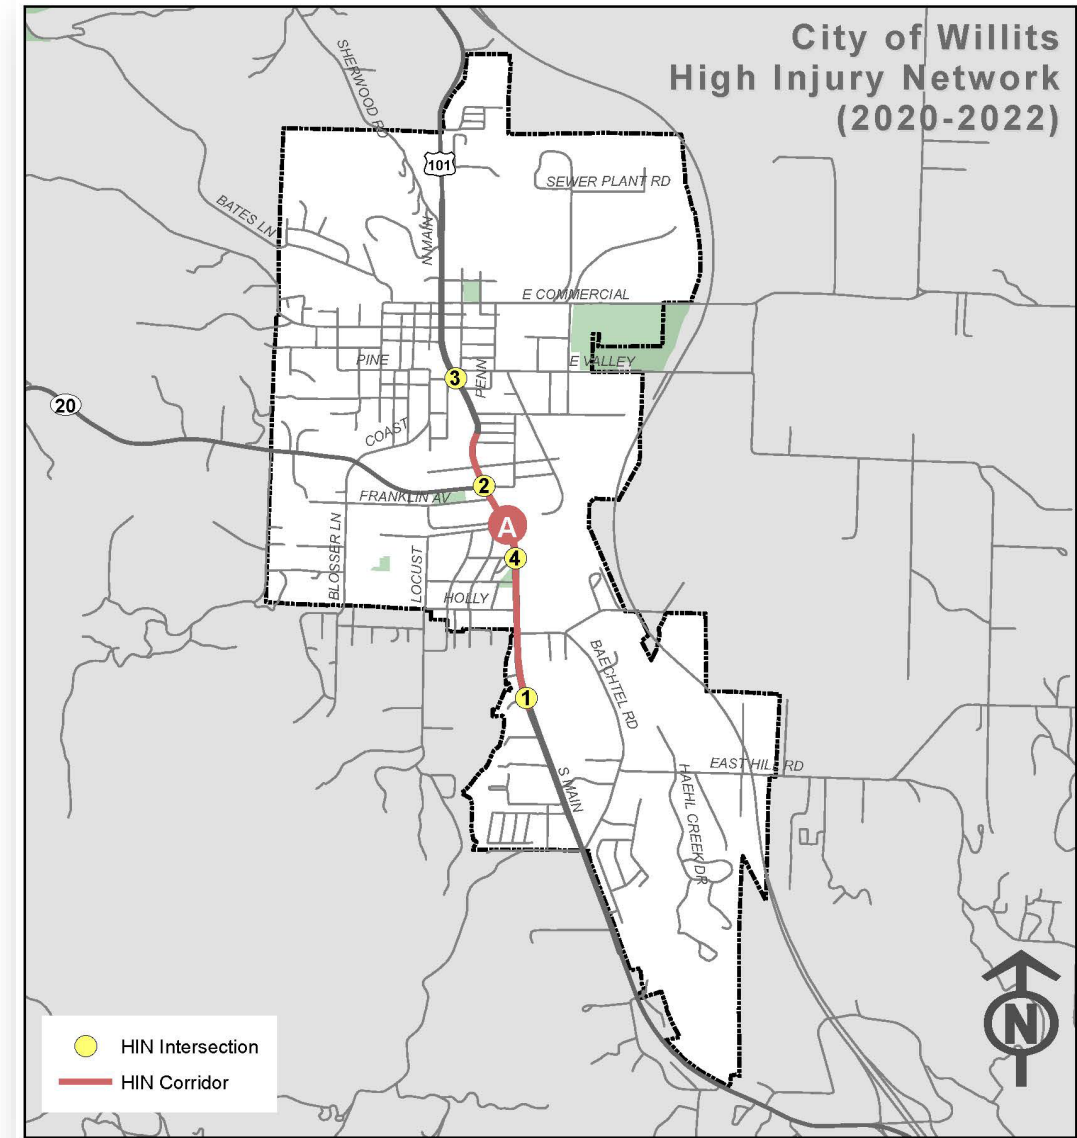 City of Willits
High Injury Network
(2020-2022)
SHERWOOD RD
101
SEWER PLANT RD
BATES LN
N MAIN
E COMMERCIAL
PINE
E VALLEY
3
PENN
20
COAST
2
FRANKLIN AV
A
BLOSSER LN
LOCUST
4
HOLLY
BAECHTEL RD
1
S MAIN
EAST HILL RD
HAEHL CREEK DR
N
HIN Intersection
HIN Corridor